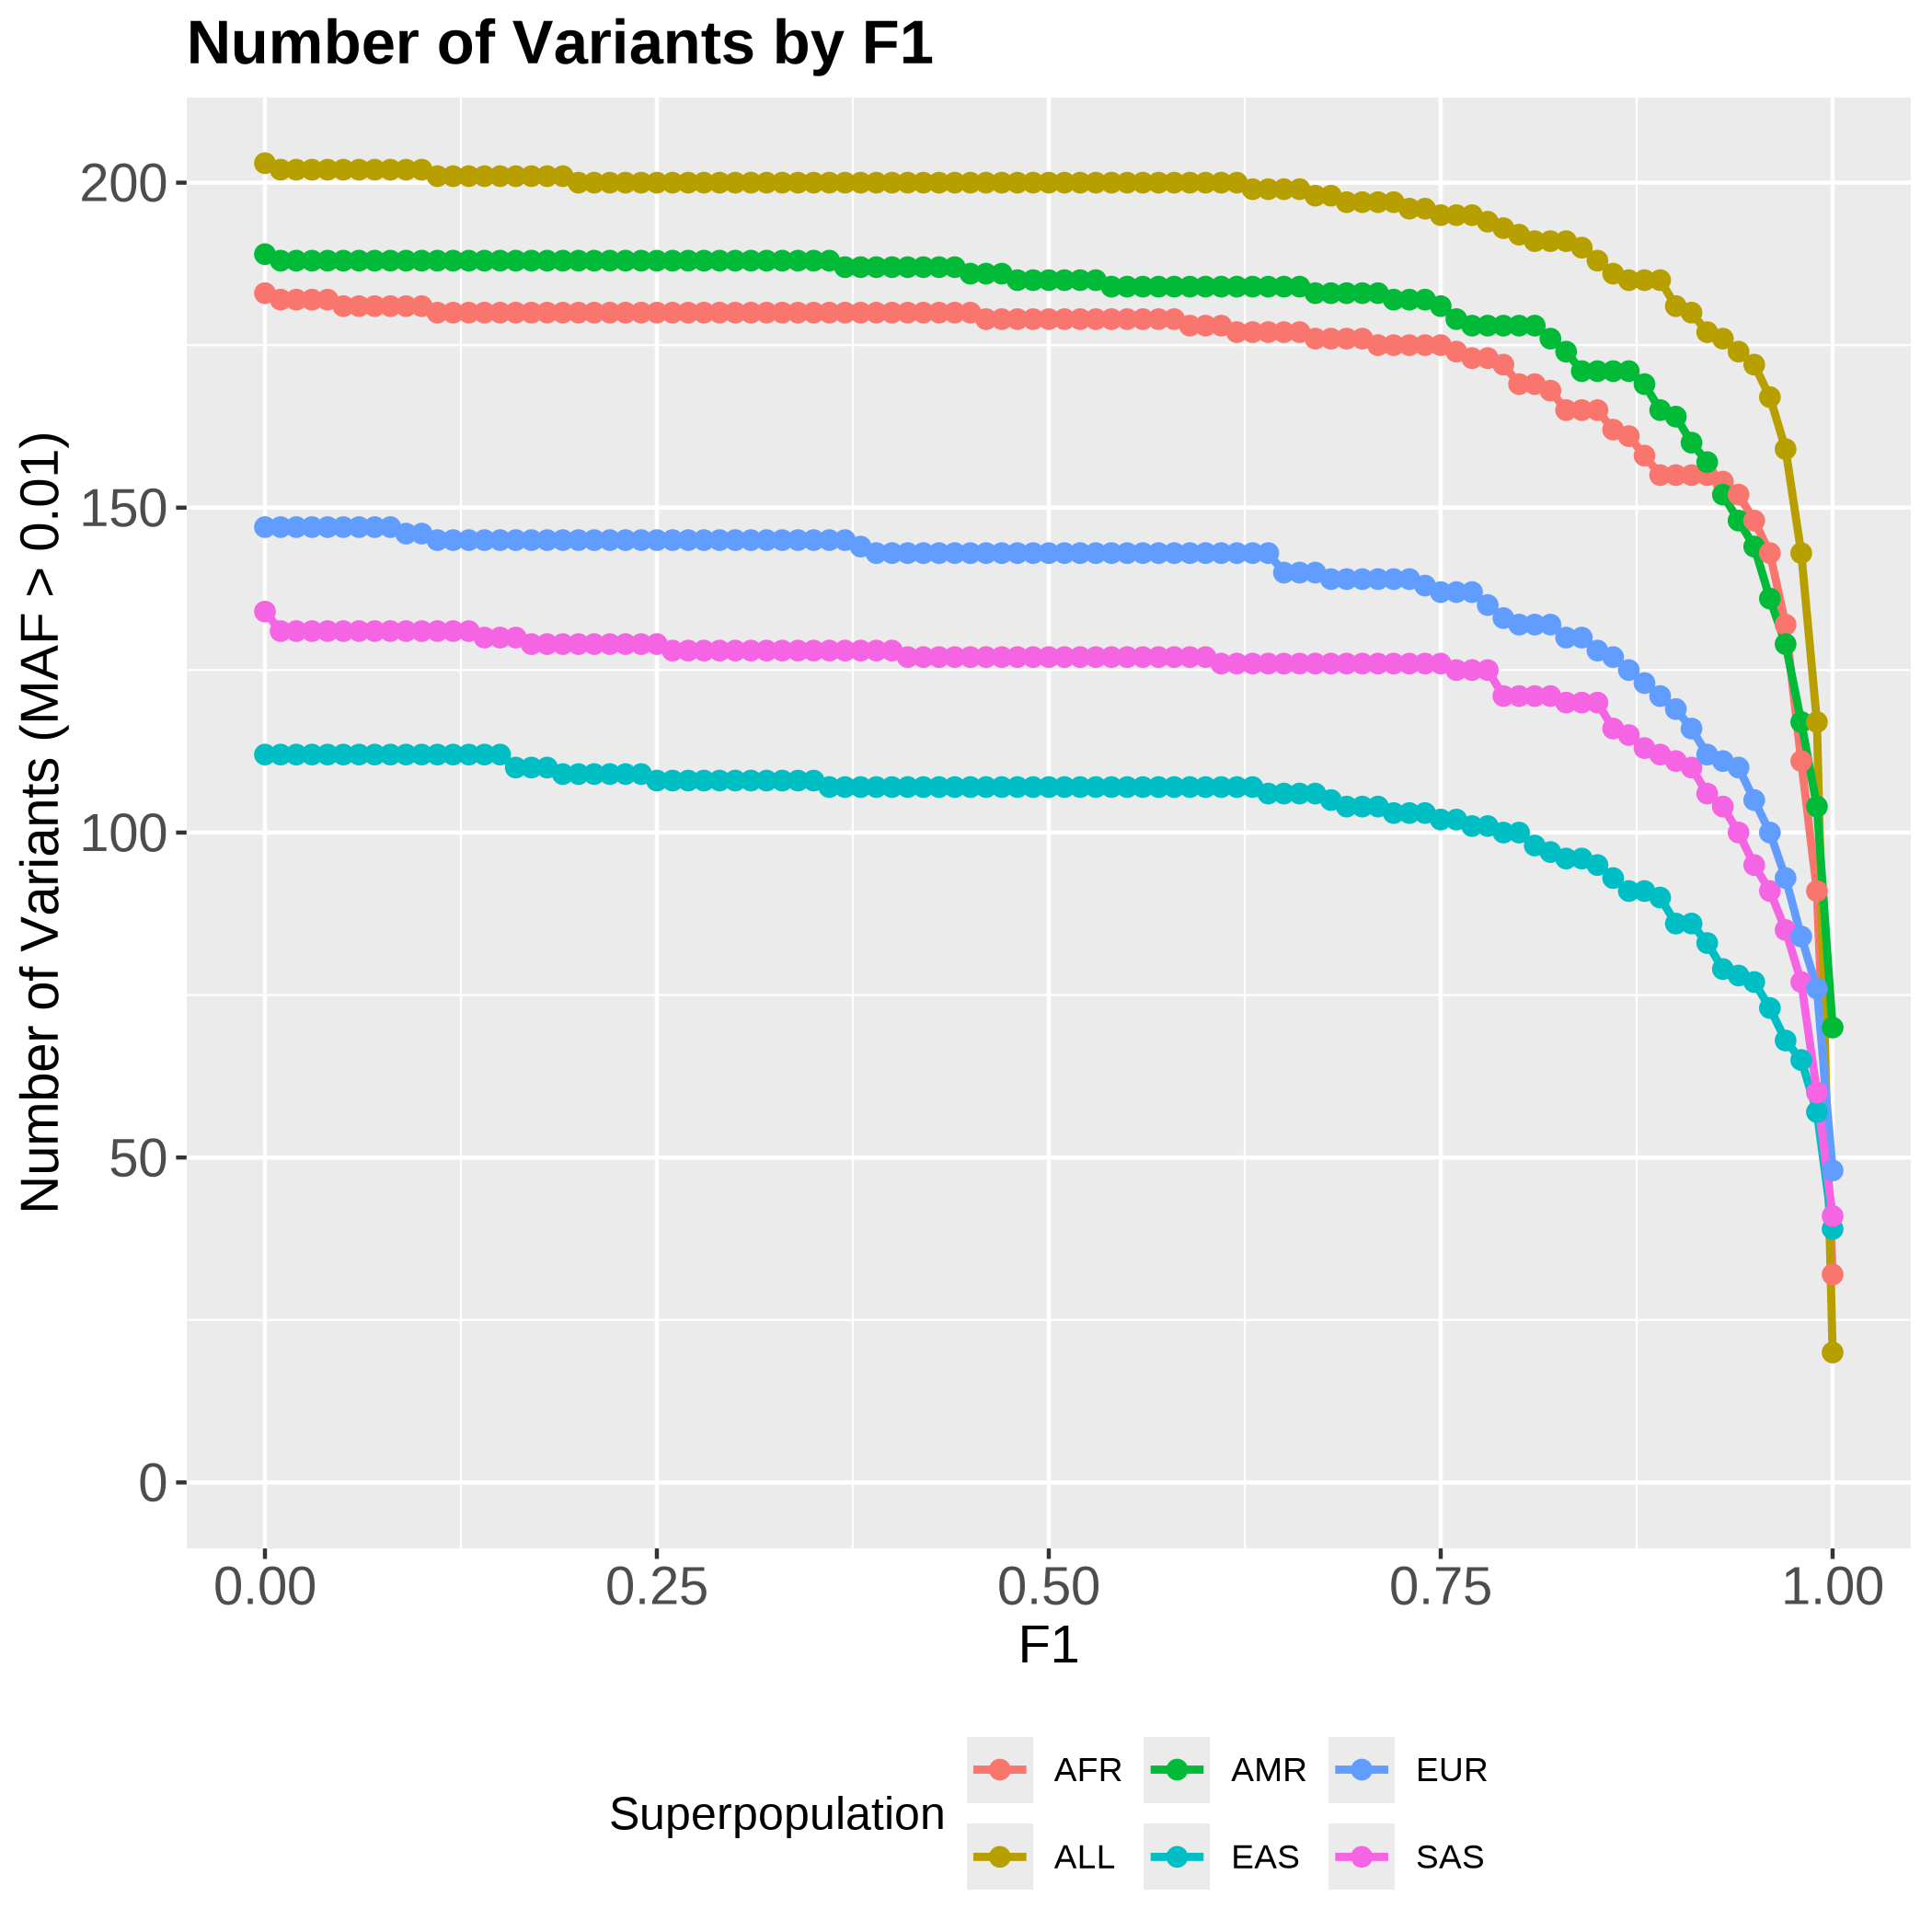 Number of Variants by F1
Number of Variants (MAF > 0.01)
200
150
100
50
0
0.00 0.25 0.50 0.75 1.00
F1
Superpopulation
AFR AMR EUR
ALL EAS SAS